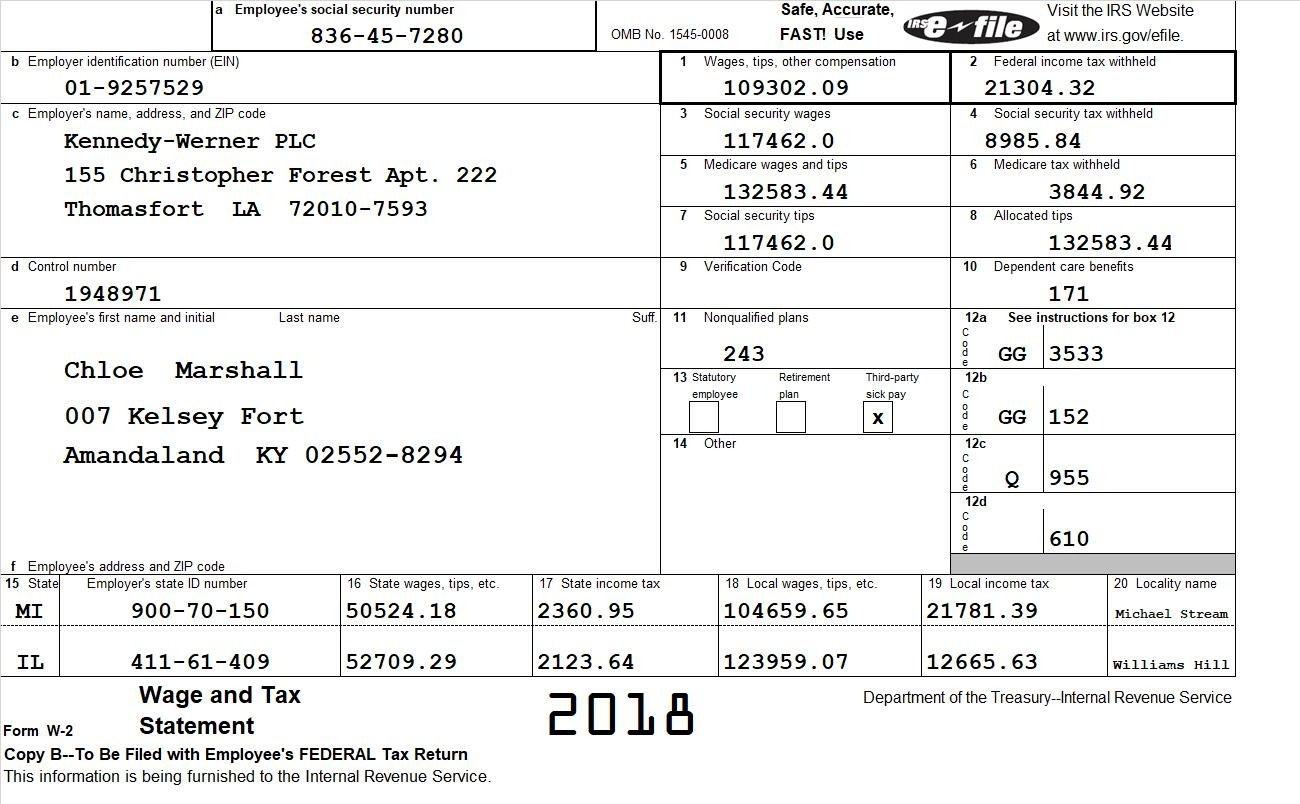 a Employee's social security number
836-45-7280
OMB No. 1545-0008
Safe, Accurate,
FAST! Use
IRS e-file
Visit the IRS Website
at www.irs.gov/efile.
b Employer identification number (EIN)
01-9257529
1 Wages, tips, other compensation
109302.09
2 Federal income tax withheld
21304.32
c Employer's name, address, and ZIP code
Kennedy-Werner PLC
155 Christopher Forest Apt. 222
Thomasfort LA 72010-7593
3 Social security wages
117462.0
4 Social security tax withheld
8985.84
5 Medicare wages and tips
132583.44
6 Medicare tax withheld
3844.92
7 Social security tips
117462.0
8 Allocated tips
132583.44
d Control number
1948971
9 Verification Code
10 Dependent care benefits
171
e Employee's first name and initial Last name Suff.
Chloe Marshall
007 Kelsey Fort
Amandaland KY 02552-8294
f Employee's address and ZIP code
11 Nonqualified plans
243
12a See instructions for box 12
Code GG 3533
13 Statutory employee
Retirement plan
Third-party sick pay
x
12b
Code GG 152
14 Other
12c
Code Q 955
12d
Code 610
15 State Employer's state ID number 16 State wages, tips, etc. 17 State income tax 18 Local wages, tips, etc. 19 Local income tax 20 Locality name
MI 900-70-150 50524.18 2360.95 104659.65 21781.39 Michael Stream
IL 411-61-409 52709.29 2123.64 123959.07 12665.63 Williams Hill
Form W-2
Wage and Tax
Statement
2018
Department of the Treasury--Internal Revenue Service
Copy B--To Be Filed with Employee's FEDERAL Tax Return
This information is being furnished to the Internal Revenue Service.